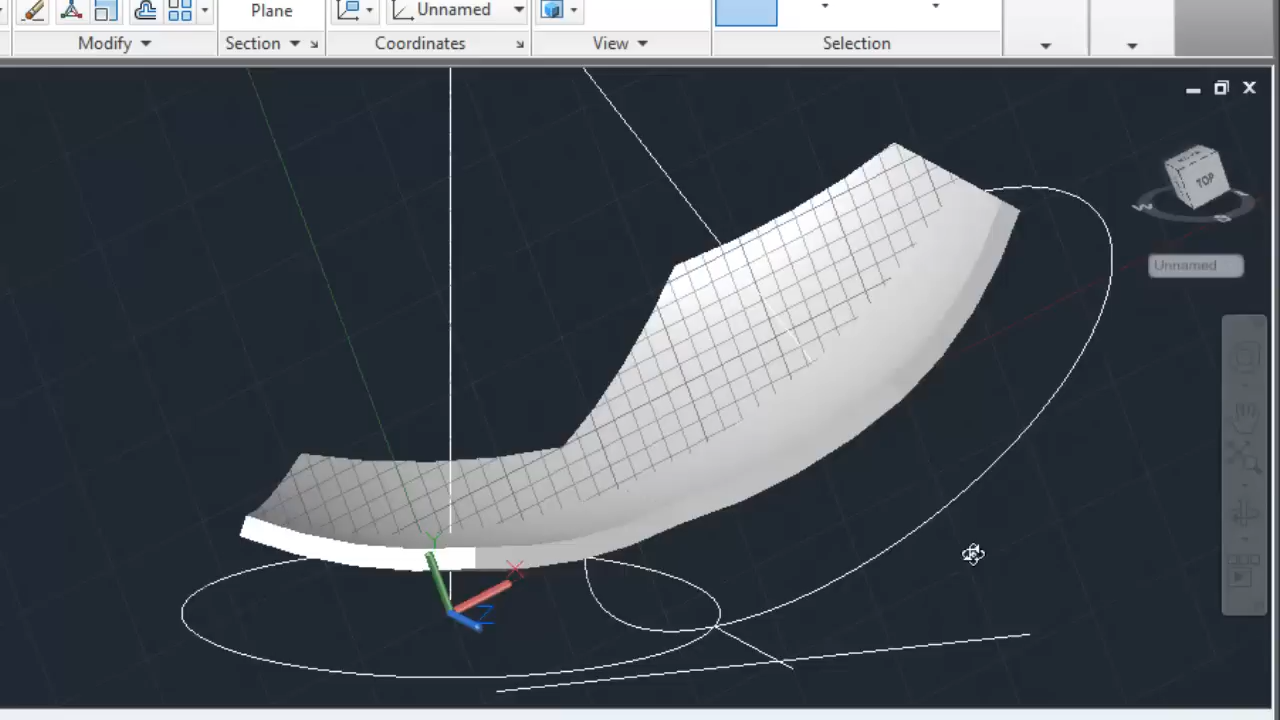 Plane
Unnamed
Modify
Section
Coordinates
View
Selection
TOP
W
Unnamed
Y
X
Z